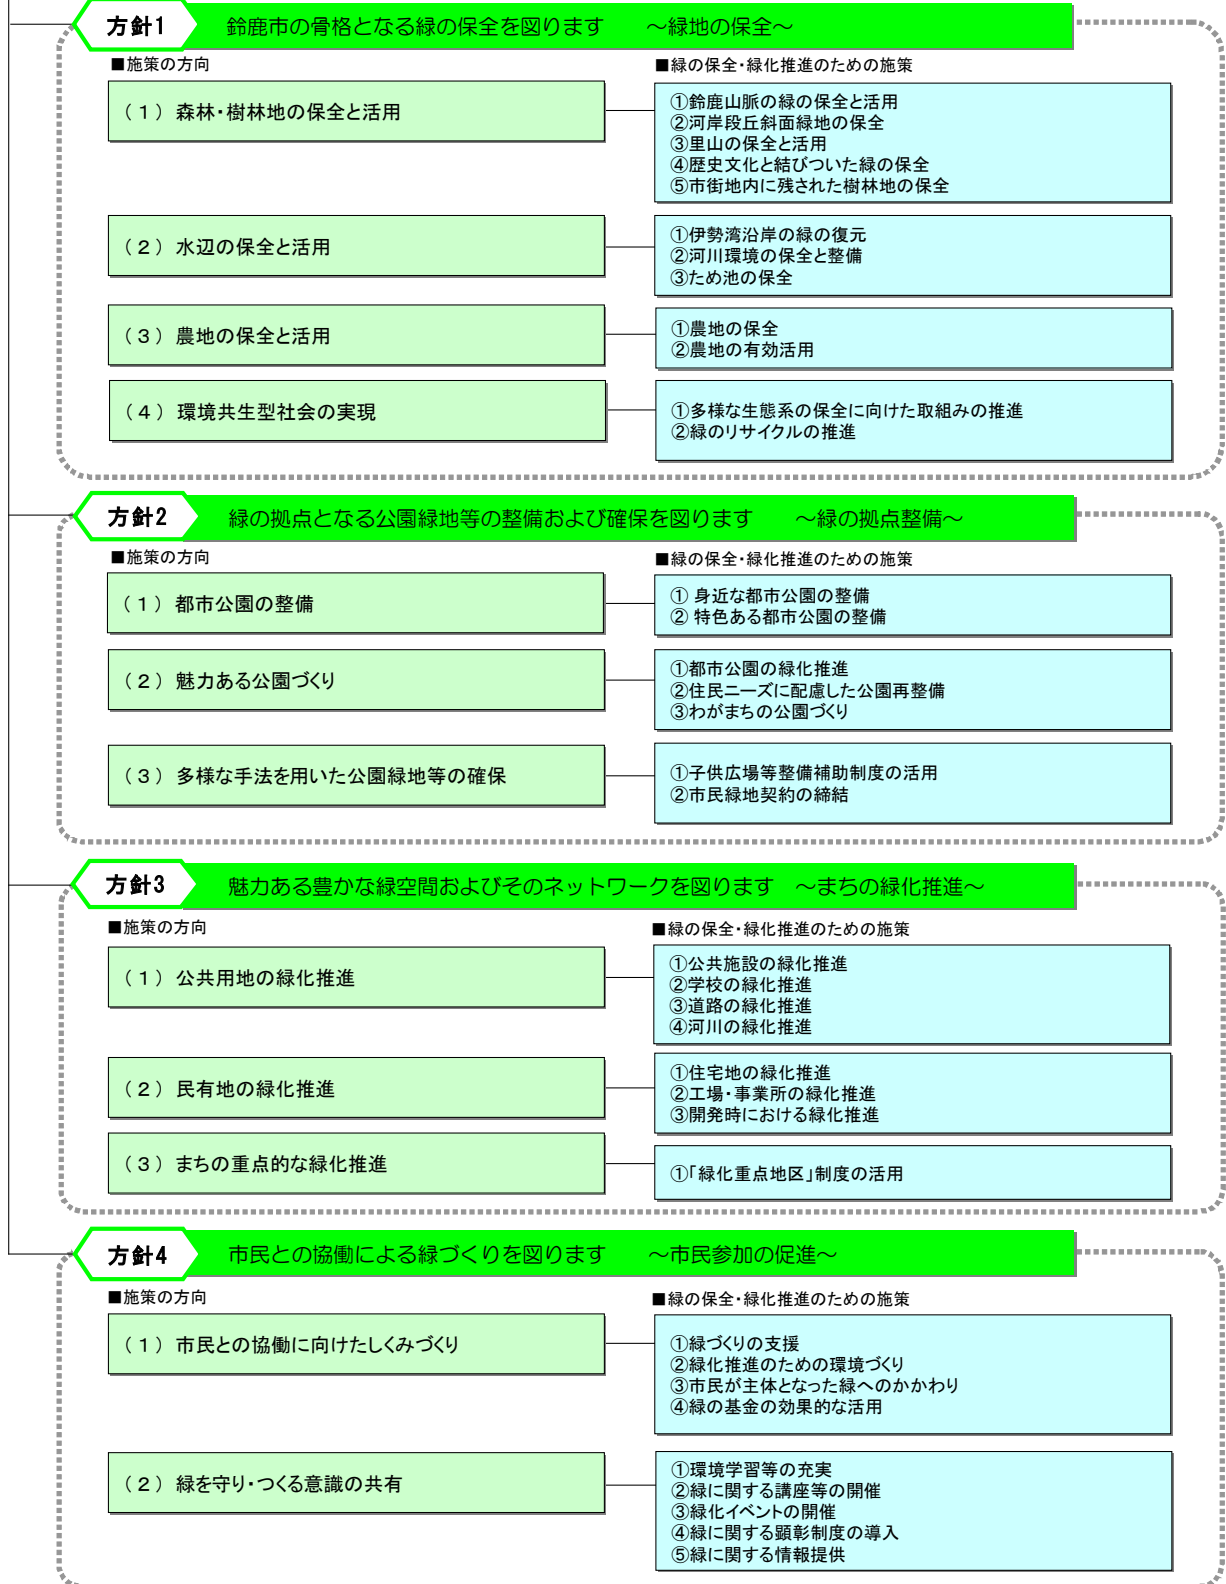 方針1
鈴鹿市の骨格となる緑の保全を図ります　～緑地の保全～
■施策の方向
■緑の保全・緑化推進のための施策
（1）森林・樹林地の保全と活用
①鈴鹿山脈の緑の保全と活用
②河岸段丘斜面緑地の保全
③里山の保全と活用
④歴史文化と結びついた緑の保全
⑤市街地内に残された樹林地の保全
（2）水辺の保全と活用
①伊勢湾沿岸の緑の復元
②河川環境の保全と整備
③ため池の保全
（3）農地の保全と活用
①農地の保全
②農地の有効活用
（4）環境共生型社会の実現
①多様な生態系の保全に向けた取組みの推進
②緑のリサイクルの推進
方針2
緑の拠点となる公園緑地等の整備および確保を図ります　～緑の拠点整備～
■施策の方向
■緑の保全・緑化推進のための施策
（1）都市公園の整備
① 身近な都市公園の整備
② 特色ある都市公園の整備
（2）魅力ある公園づくり
①都市公園の緑化推進
②住民ニーズに配慮した公園再整備
③わがまちの公園づくり
（3）多様な手法を用いた公園緑地等の確保
①子供広場等整備補助制度の活用
②市民緑地契約の締結
方針3
魅力ある豊かな緑空間およびそのネットワークを図ります　～まちの緑化推進～
■施策の方向
■緑の保全・緑化推進のための施策
（1）公共用地の緑化推進
①公共施設の緑化推進
②学校の緑化推進
③道路の緑化推進
④河川の緑化推進
（2）民有地の緑化推進
①住宅地の緑化推進
②工場・事業所の緑化推進
③開発時における緑化推進
（3）まちの重点的な緑化推進
①「緑化重点地区」制度の活用
方針4
市民との協働による緑づくりを図ります　～市民参加の促進～
■施策の方向
■緑の保全・緑化推進のための施策
（1）市民との協働に向けたしくみづくり
①緑づくりの支援
②緑化推進のための環境づくり
③市民が主体となった緑へのかかわり
④緑の基金の効果的な活用
（2）緑を守り・つくる意識の共有
①環境学習等の充実
②緑に関する講座等の開催
③緑化イベントの開催
④緑に関する顕彰制度の導入
⑤緑に関する情報提供